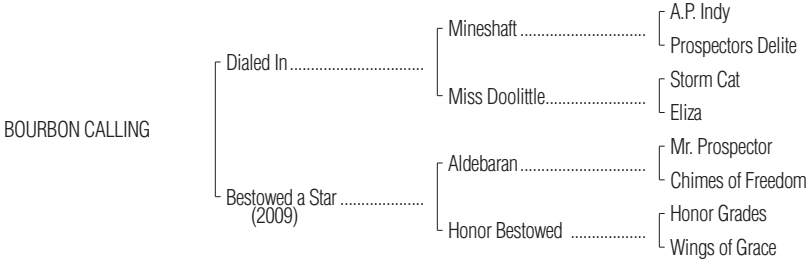 A.P. Indy
Mineshaft ..............................
Prospectors Delite
Dialed In ................................
Storm Cat
Miss Doolittle........................
Eliza
BOURBON CALLING
Mr. Prospector
Aldebaran ..............................
Chimes of Freedom
Bestowed a Star ....................
(2009)
Honor Grades
Honor Bestowed ..................
Wings of Grace